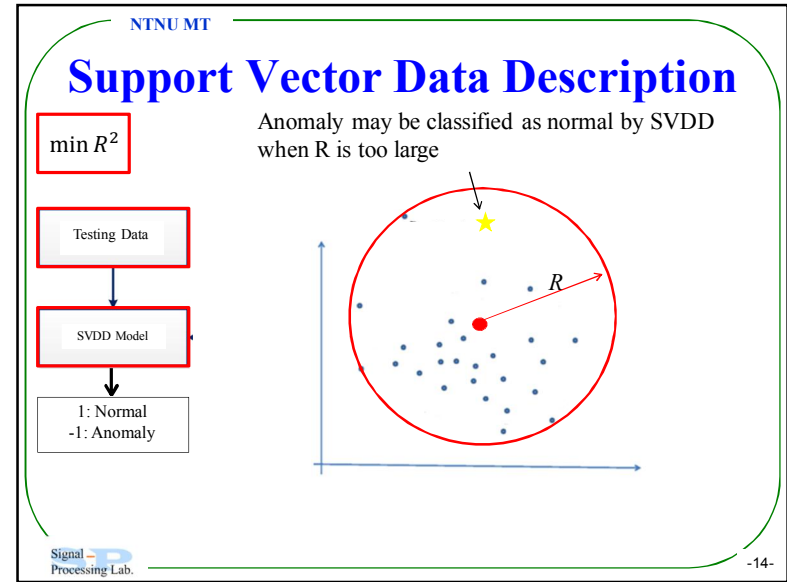 NTNU MT
Support Vector Data Description
min R²
Anomaly may be classified as normal by SVDD
when R is too large
Testing Data
R
SVDD Model
1: Normal
-1: Anomaly
Signal
Processing Lab.
SP
-14-